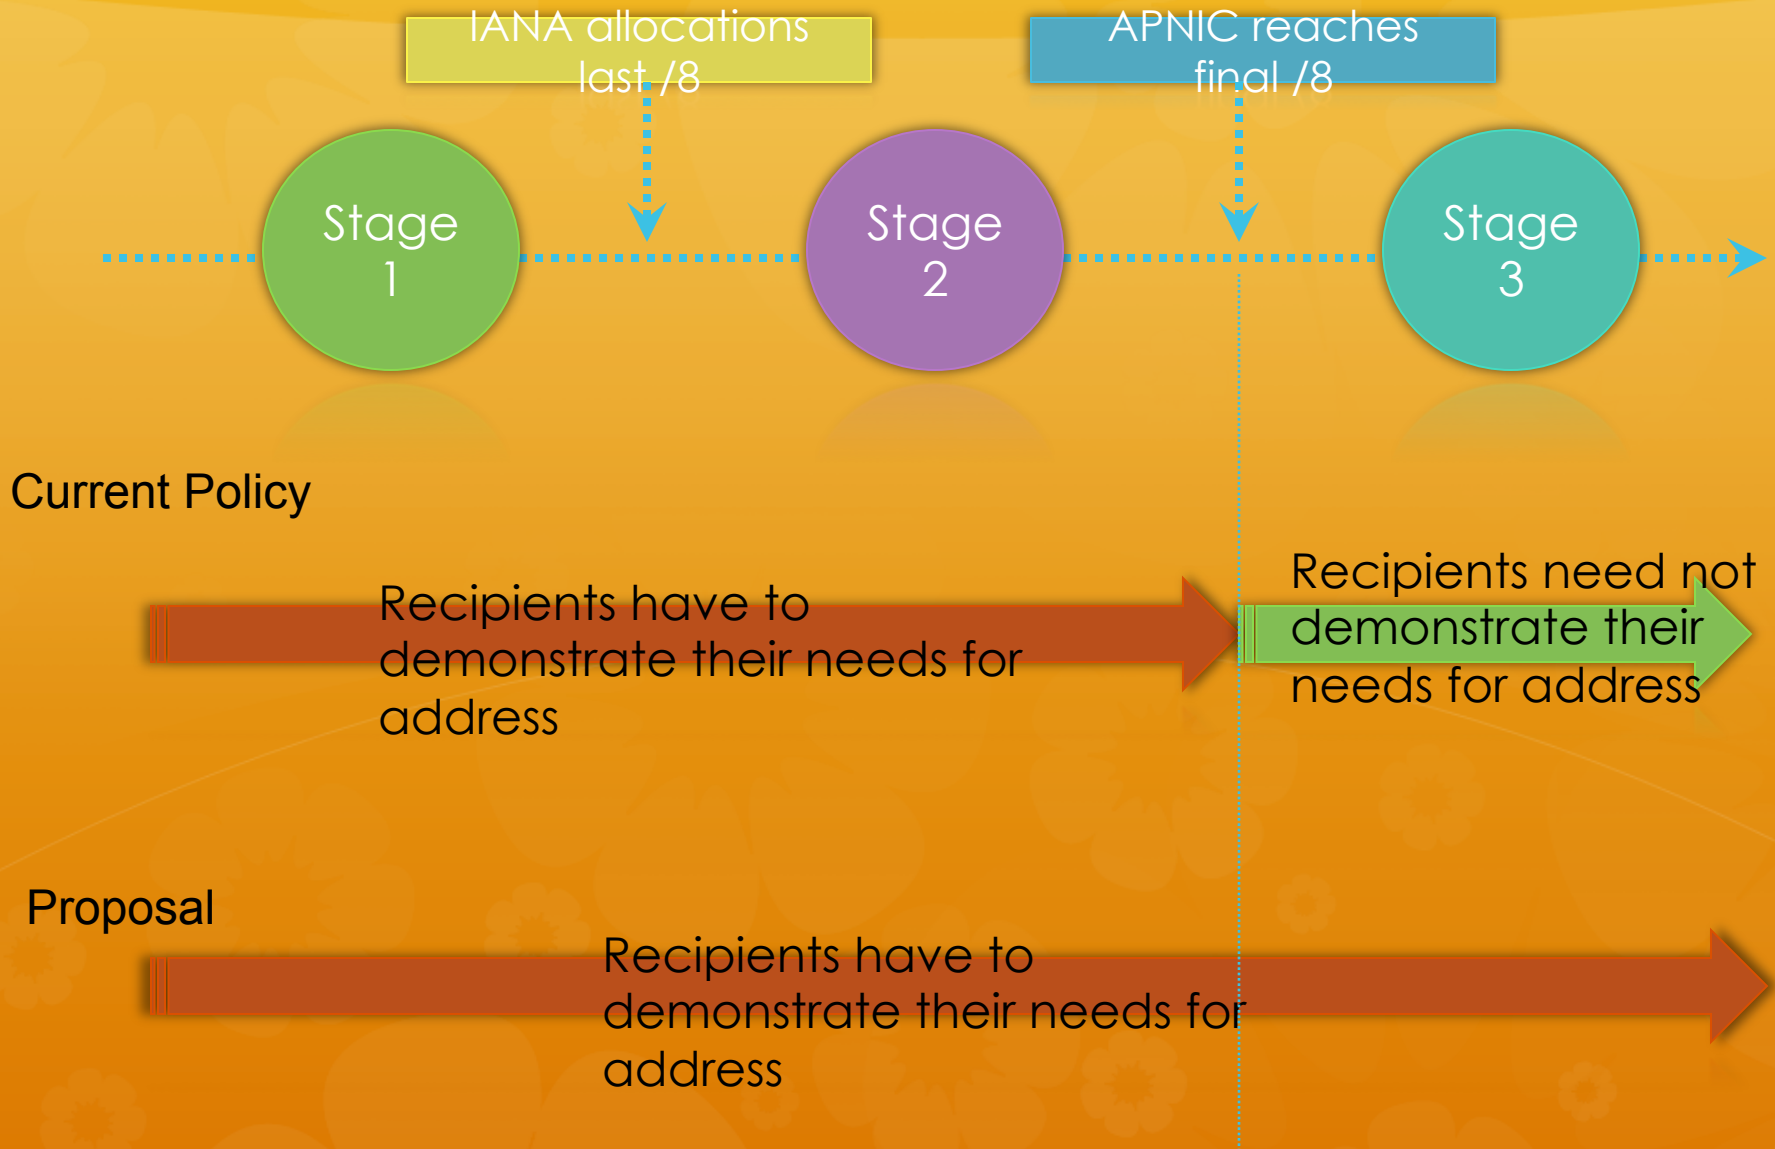 IANA allocations
last /8
APNIC reaches
final /8
Stage
1
Stage
2
Stage
3
Current Policy
Recipients have to
demonstrate their needs for
address
Recipients need not
demonstrate their
needs for address
Proposal
Recipients have to
demonstrate their needs for
address